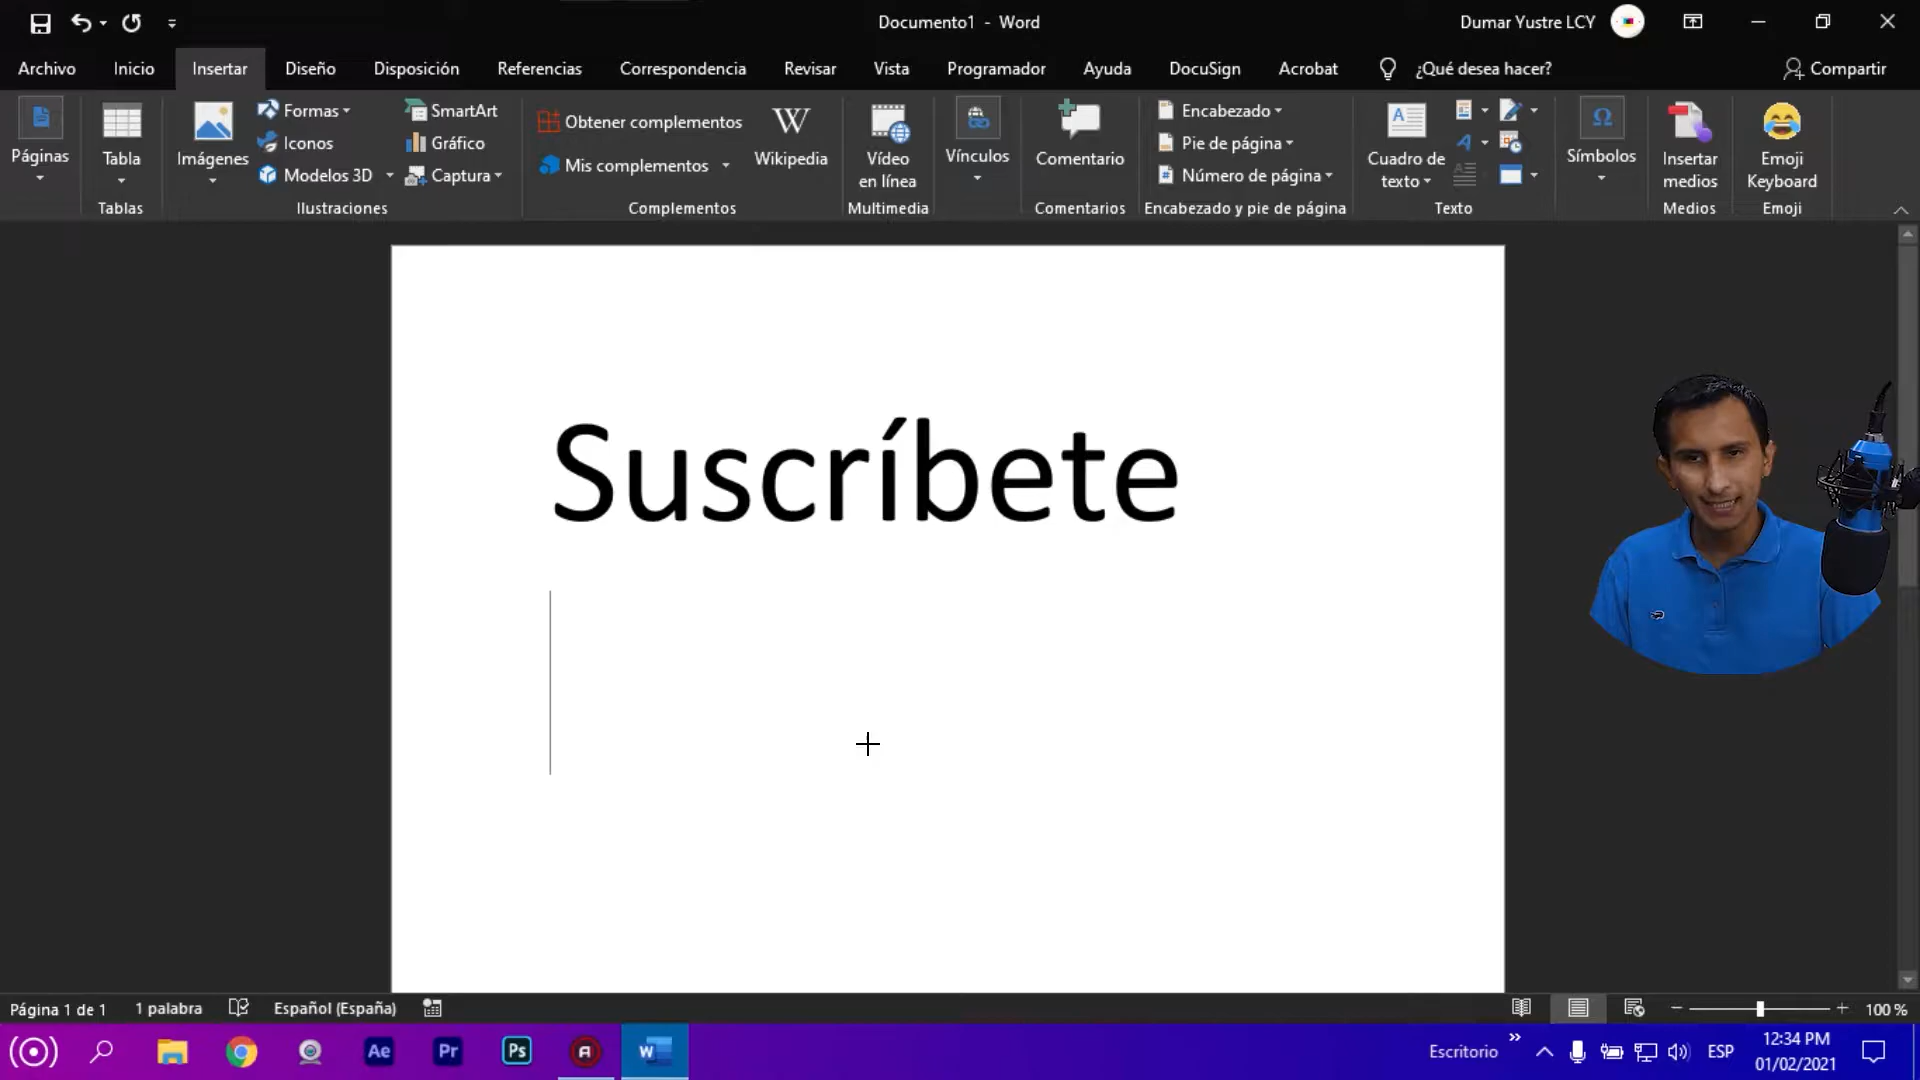 Documento1 - Word
Dumar Yustre LCY
Archivo Inicio Insertar Diseño Disposición Referencias Correspondencia Revisar Vista Programador Ayuda DocuSign Acrobat ¿Qué desea hacer? Compartir
Páginas
Tabla
Tablas
Imágenes
Formas
Iconos
Modelos 3D
SmartArt
Gráfico
Captura
Ilustraciones
Obtener complementos
Mis complementos
W
Wikipedia
Complementos
Vídeo
en línea
Multimedia
Vínculos
Comentario
Comentarios
Encabezado
Pie de página
Número de página
Encabezado y pie de página
Cuadro de
texto
Texto
Ω
Símbolos
Insertar
medios
Medios
Emoji
Keyboard
Emoji
Suscríbete
Página 1 de 1 1 palabra Español (España) 100 %
Ae Pr Ps W Escritorio ESP
12:34 PM
01/02/2021